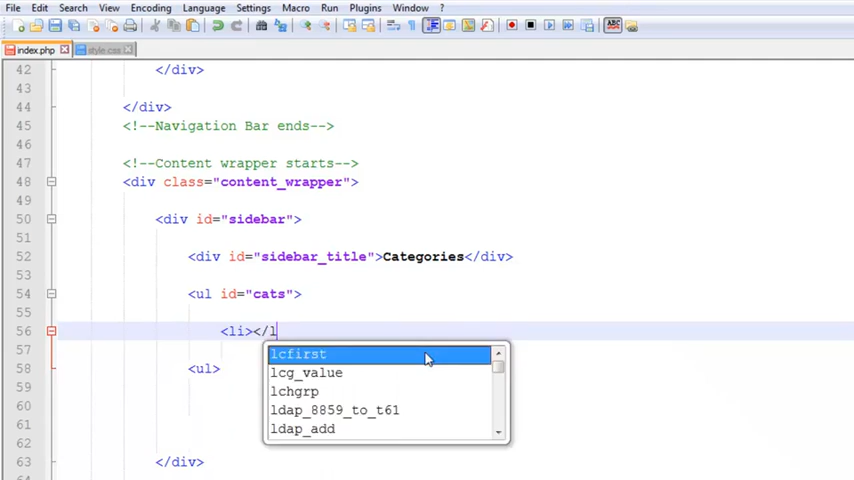 File Edit Search View Encoding Language Settings Macro Run Plugins Window ?
index.php style.css
42 </div>
43
44 </div>
45 <!--Navigation Bar ends-->
46
47 <!--Content wrapper starts-->
48 <div class="content_wrapper">
49
50 <div id="sidebar">
51
52 <div id="sidebar_title">Categories</div>
53
54 <ul id="cats">
55
56 <li></l
57 lcfirst
lcg_value
58 <ul>
lchgrp
59
ldap_8859_to_t61
60
ldap_add
61
62
63 </div>